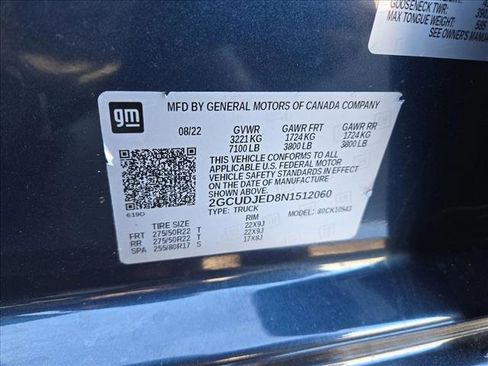 GOOSENECK TWR:
MAX TONGUE WEIGHT: 585
SEE OWNER'S MANUA
gm
MFD BY GENERAL MOTORS OF CANADA COMPANY
08/22 GVWR GAWR FRT GAWR RR
3221 KG 1724 KG 1724 KG
7100 LB 3800 LB 3800 LB
THIS VEHICLE CONFORMS TO ALL
APPLICABLE U.S. FEDERAL MOTOR
VEHICLE SAFETY STANDARDS IN
EFFECT ON THE DATE OF
MANUFACTURE SHOWN ABOVE.
2GCUDJED8N1512060
619D
TRUCK MODEL: 80CK10543
TIRE SIZE RIM
FRT 275/50R22 T 22X9J
RR 275/50R22 T 22X9J
SPA 255/80R17 S 17X8J